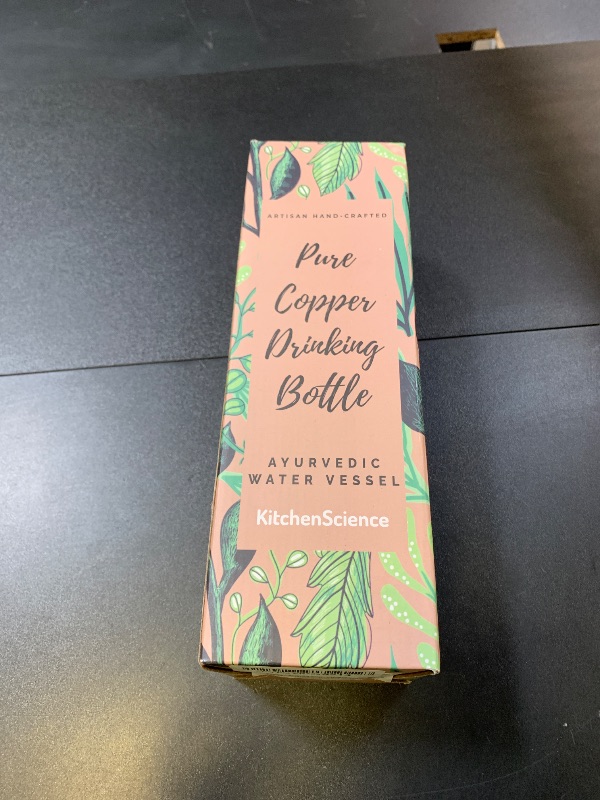 ARTISAN HAND-CRAFTED
Pure
Copper
Drinking
Bottle
AYURVEDIC
WATER VESSEL
KitchenScience